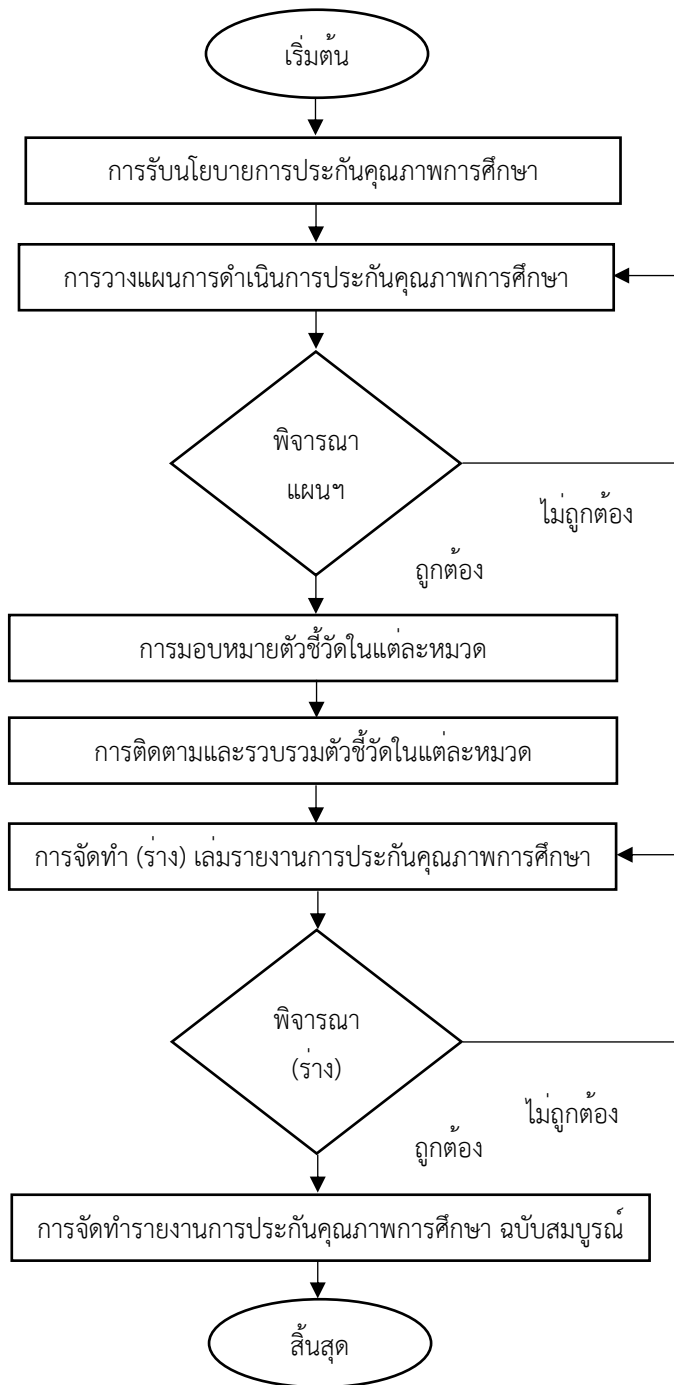 เริ่มต้น
การรับนโยบายการประกันคุณภาพการศึกษา
การวางแผนการดำเนินการประกันคุณภาพการศึกษา
พิจารณา
แผนฯ
ไม่ถูกต้อง
ถูกต้อง
การมอบหมายตัวชี้วัดในแต่ละหมวด
การติดตามและรวบรวมตัวชี้วัดในแต่ละหมวด
การจัดทำ (ร่าง) เล่มรายงานการประกันคุณภาพการศึกษา
พิจารณา
(ร่าง)
ไม่ถูกต้อง
ถูกต้อง
การจัดทำรายงานการประกันคุณภาพการศึกษา ฉบับสมบูรณ์
สิ้นสุด